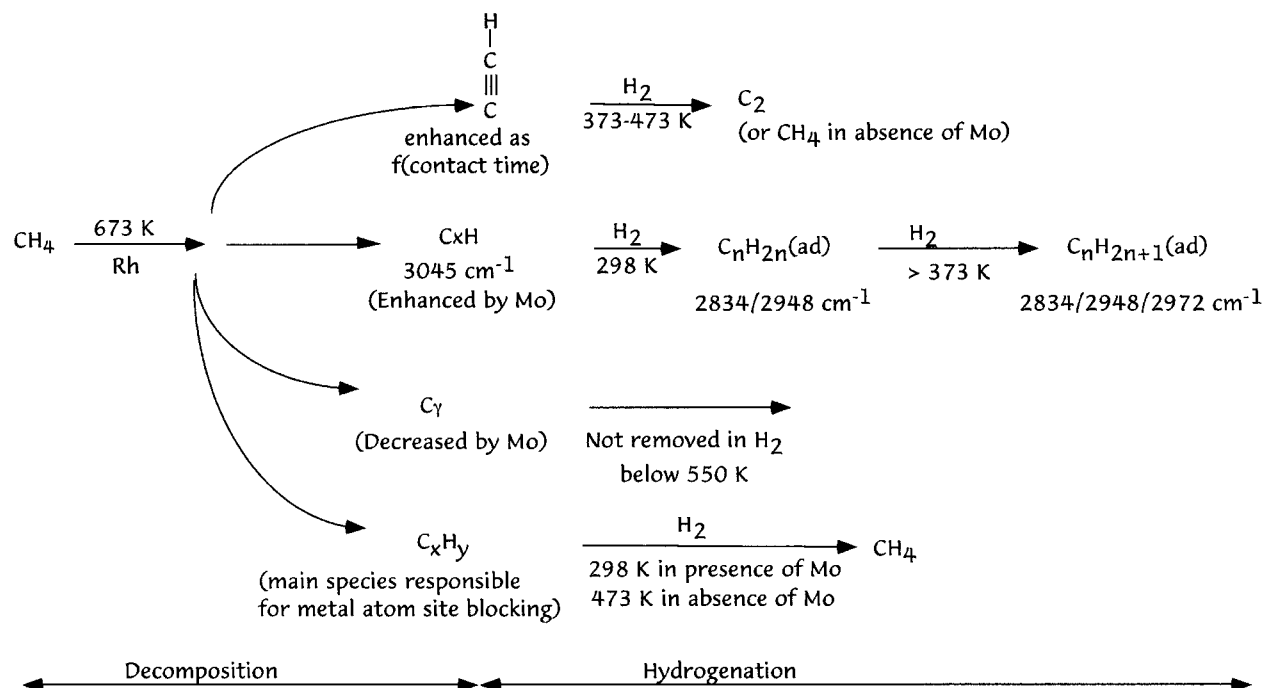 H
C
C
enhanced as
f(contact time)
H2
373-473 K
C2
(or CH4 in absence of Mo)
CH4
673 K
Rh
CxH
3045 cm-1
(Enhanced by Mo)
H2
298 K
CnH2n(ad)
2834/2948 cm-1
H2
> 373 K
CnH2n+1(ad)
2834/2948/2972 cm-1
Cγ
(Decreased by Mo)
Not removed in H2
below 550 K
CxHy
(main species responsible
for metal atom site blocking)
H2
298 K in presence of Mo
473 K in absence of Mo
CH4
Decomposition
Hydrogenation